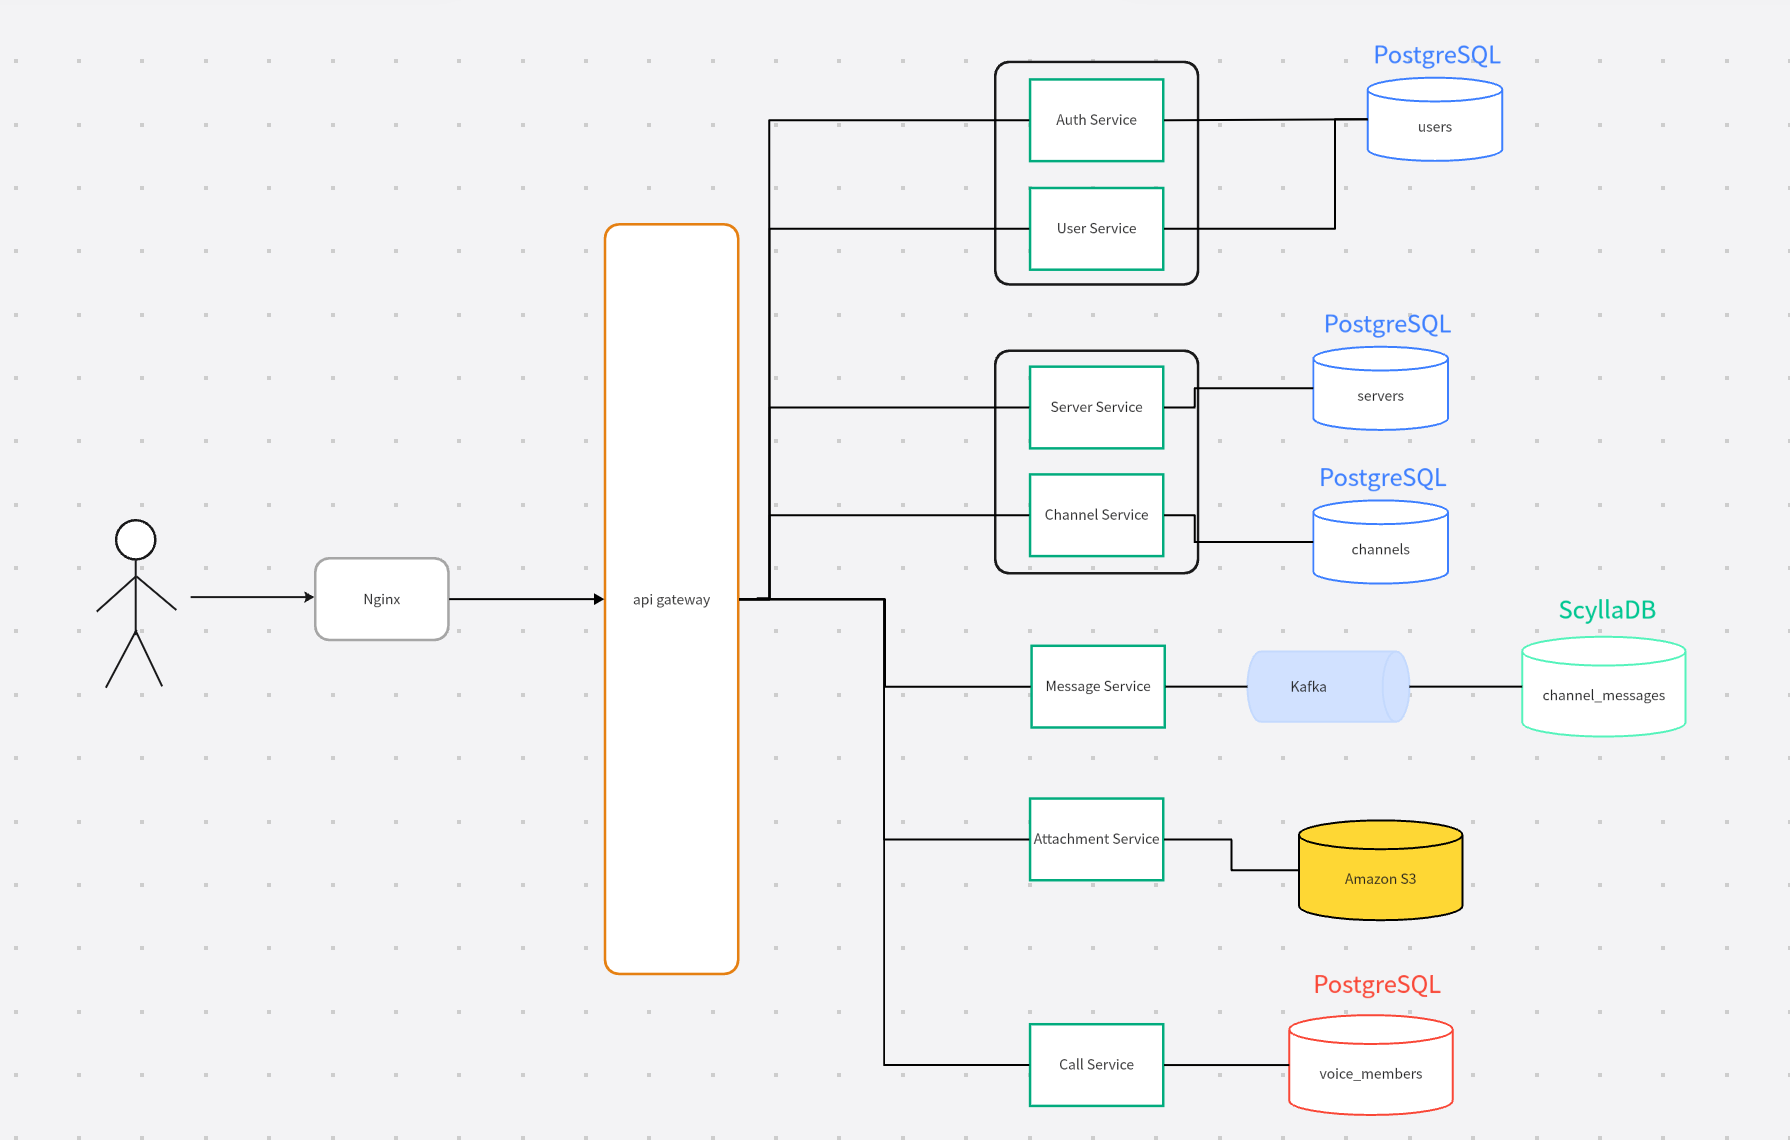 PostgreSQL
users
Auth Service
User Service
PostgreSQL
servers
Server Service
PostgreSQL
channels
Channel Service
Nginx
api gateway
ScyllaDB
channel_messages
Message Service
Kafka
Attachment Service
Amazon S3
PostgreSQL
voice_members
Call Service